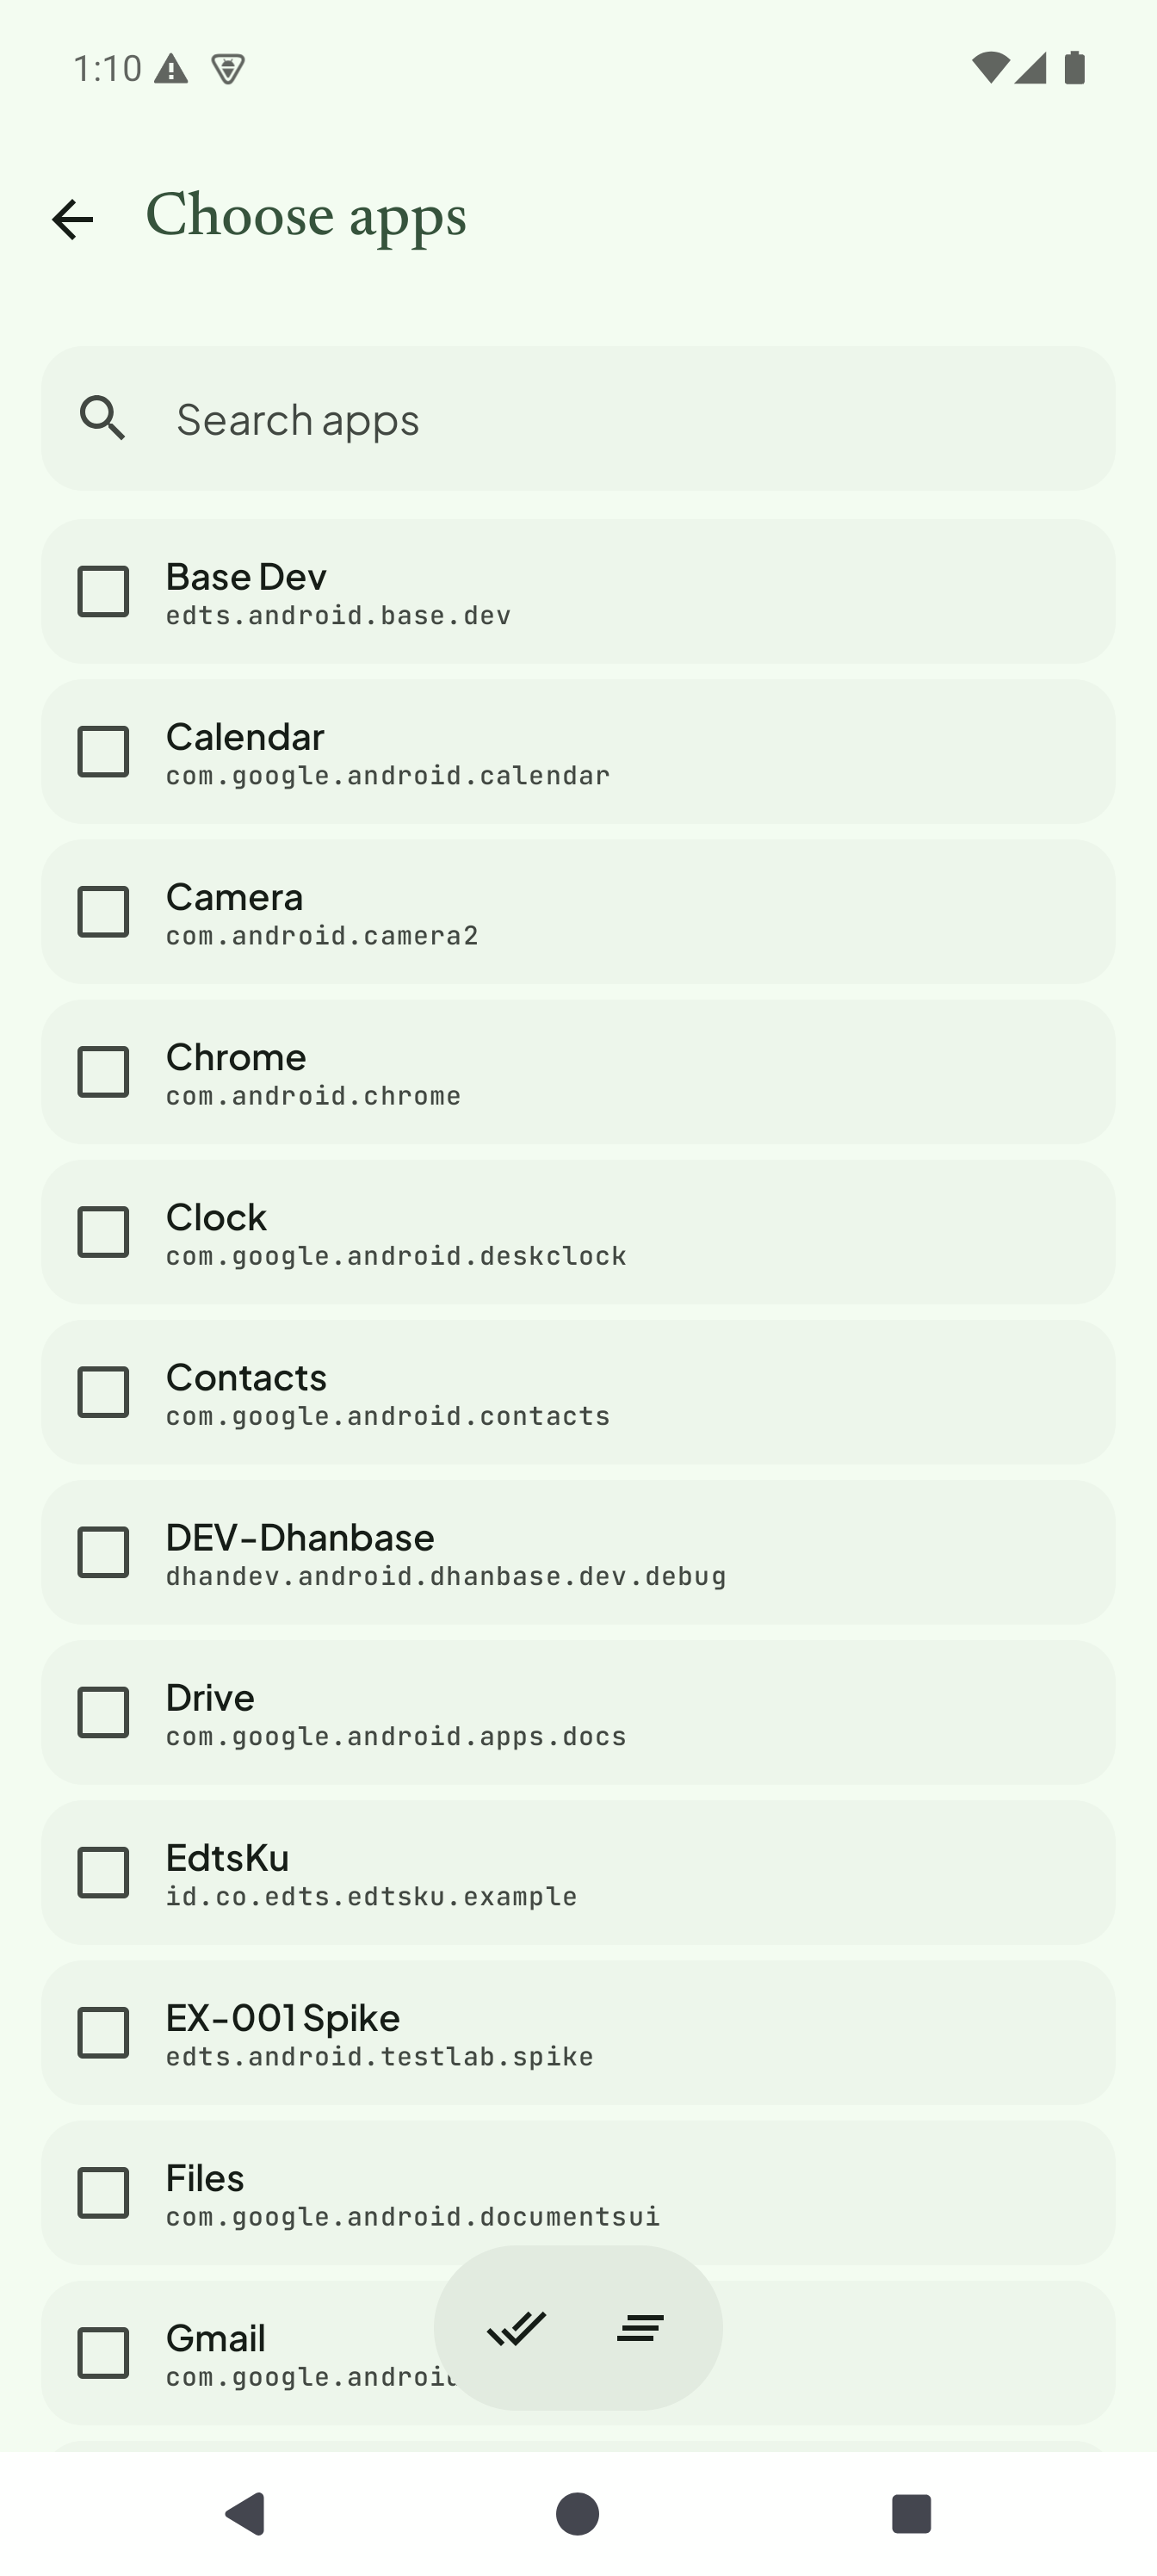 1:10
Choose apps
Search apps
Base Dev
edts.android.base.dev
Calendar
com.google.android.calendar
Camera
com.android.camera2
Chrome
com.android.chrome
Clock
com.google.android.deskclock
Contacts
com.google.android.contacts
DEV-Dhanbase
dhandev.android.dhanbase.dev.debug
Drive
com.google.android.apps.docs
EdtsKu
id.co.edts.edtsku.example
EX-001 Spike
edts.android.testlab.spike
Files
com.google.android.documentsui
Gmail
com.google.android